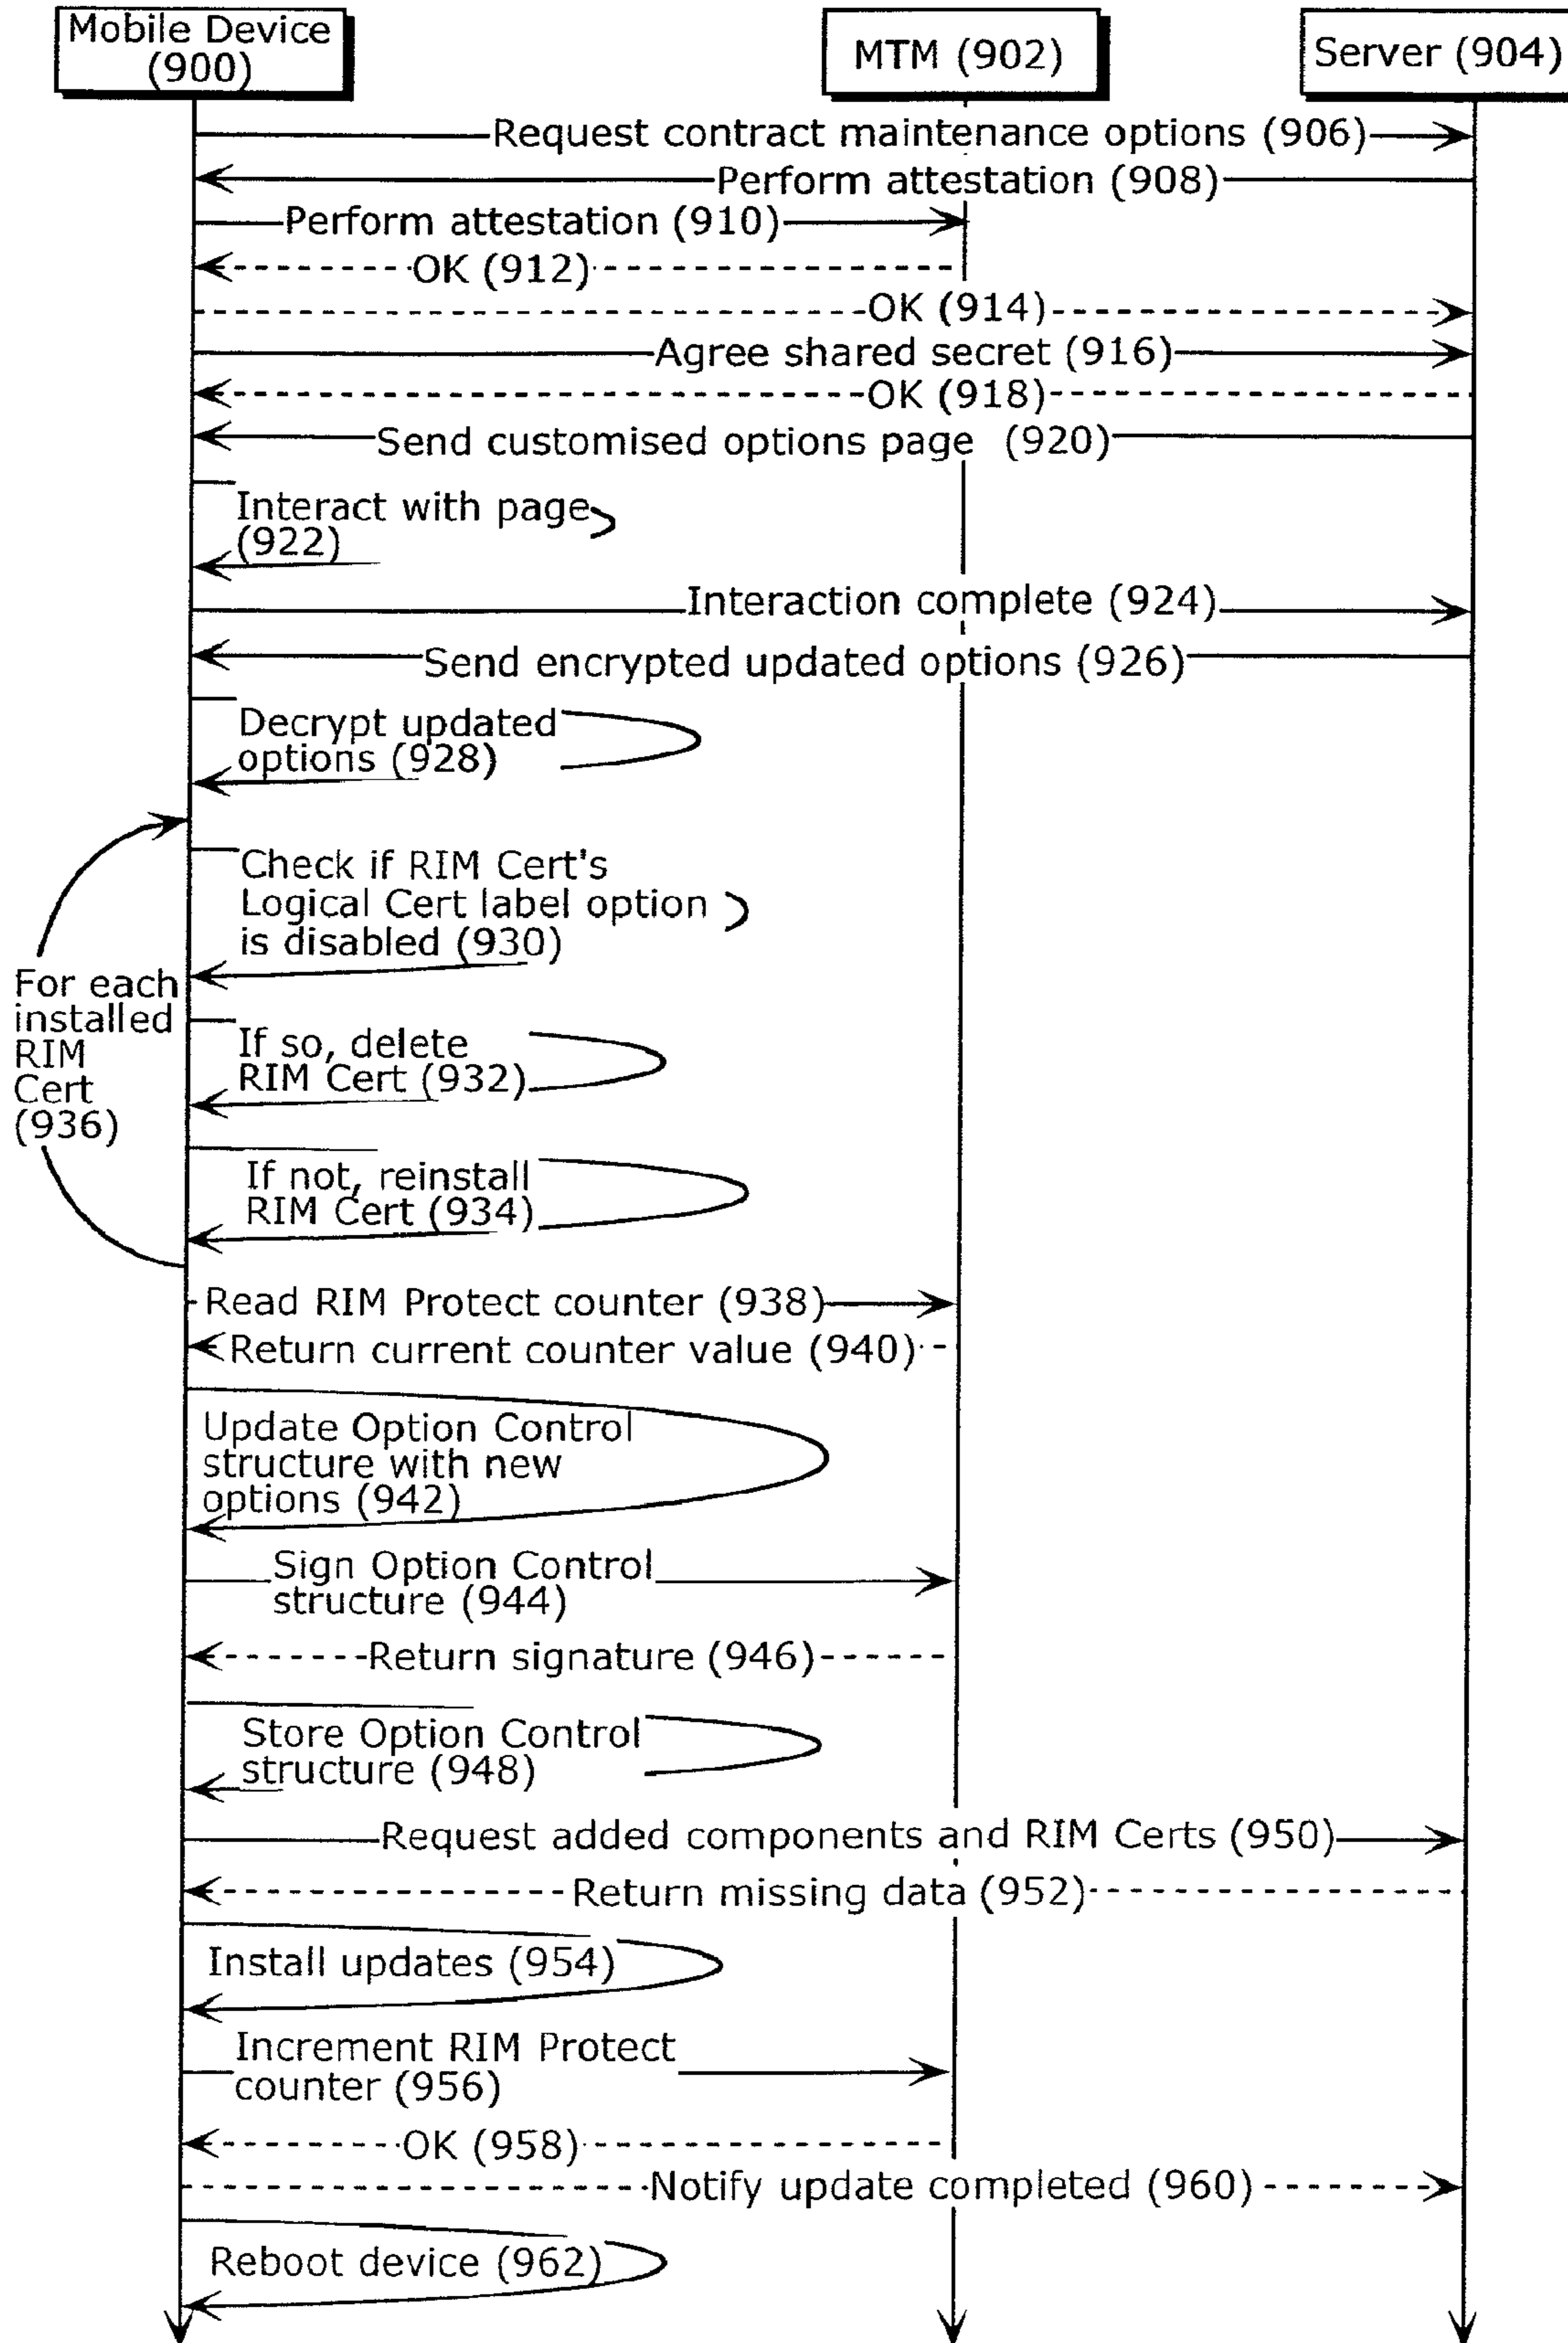 Mobile Device
(900)
MTM (902)
Server (904)
Request contract maintenance options (906)
Perform attestation (908)
Perform attestation (910)
OK (912)
OK (914)
Agree shared secret (916)
OK (918)
Send customised options page (920)
Interact with page
(922)
Interaction complete (924)
Send encrypted updated options (926)
Decrypt updated
options (928)
Check if RIM Cert's
Logical Cert label option
is disabled (930)
For each
installed
RIM
Cert
(936)
If so, delete
RIM Cert (932)
If not, reinstall
RIM Cert (934)
Read RIM Protect counter (938)
Return current counter value (940)
Update Option Control
structure with new
options (942)
Sign Option Control
structure (944)
Return signature (946)
Store Option Control
structure (948)
Request added components and RIM Certs (950)
Return missing data (952)
Install updates (954)
Increment RIM Protect
counter (956)
OK (958)
Notify update completed (960)
Reboot device (962)